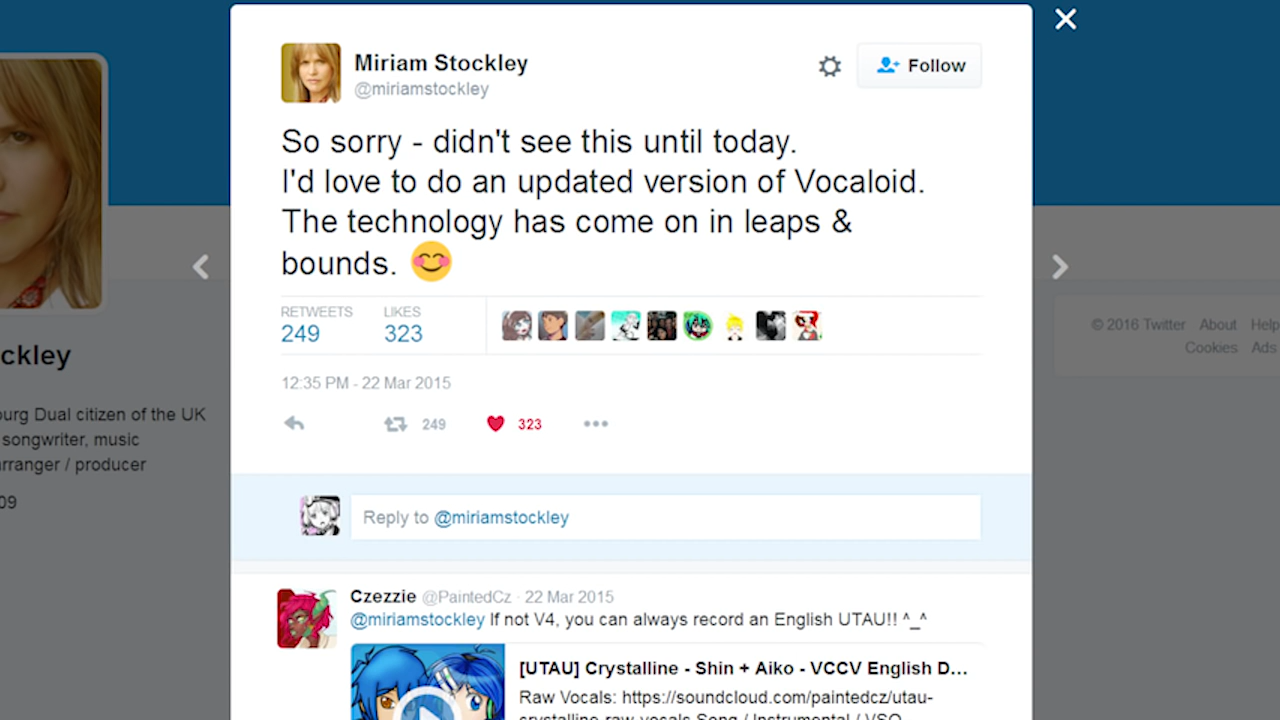 Miriam Stockley
@miriamstockley
Follow
So sorry - didn't see this until today.
I'd love to do an updated version of Vocaloid.
The technology has come on in leaps &
bounds.
RETWEETS
249
LIKES
323
12:35 PM - 22 Mar 2015
249
323
Reply to @miriamstockley
Czezzie @PaintedCz · 22 Mar 2015
@miriamstockley If not V4, you can always record an English UTAU!! ^_^
[UTAU] Crystalline - Shin + Aiko - VCCV English D...
Raw Vocals: https://soundcloud.com/paintedcz/utau-
crystalline-raw-vocals Song / Instrumental / VSQ
ckley
ourg Dual citizen of the UK
songwriter, music
arranger / producer
09
© 2016 Twitter About Help
Cookies Ads